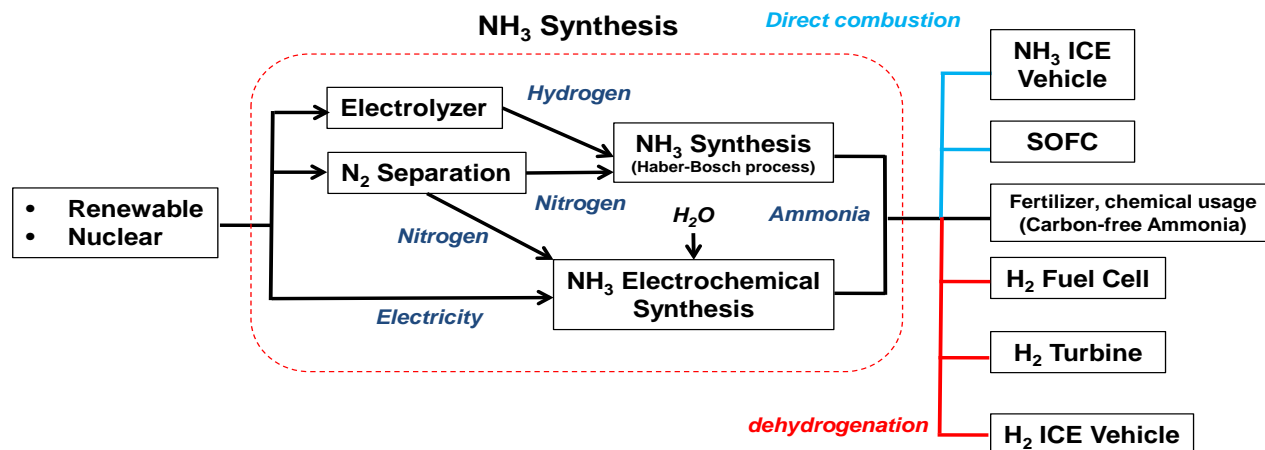 NH₃ Synthesis
Direct combustion
• Renewable
• Nuclear
Electrolyzer
Hydrogen
N₂ Separation
Nitrogen
Nitrogen
NH₃ Synthesis
(Haber-Bosch process)
H₂O
Ammonia
NH₃ Electrochemical
Synthesis
Electricity
NH₃ ICE
Vehicle
SOFC
Fertilizer, chemical usage
(Carbon-free Ammonia)
H₂ Fuel Cell
H₂ Turbine
dehydrogenation
H₂ ICE Vehicle